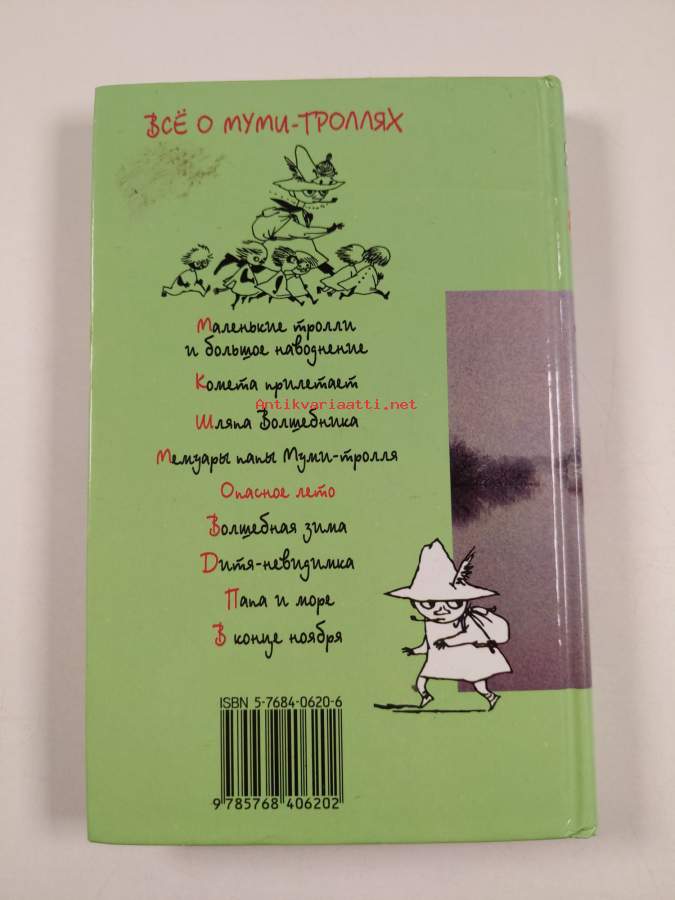 ВСЁ О МУМИ-ТРОЛЛЯХ
Маленькие тролли
и большое наводнение
Комета прилетает
Antikvariaatti.net
Шляпа Волшебника
Мемуары папы Муми-тролля
Опасное лето
Волшебная зима
Дитя-невидимка
Папа и море
В конце ноября
ISBN 5-7684-0620-6
9 785768 406202